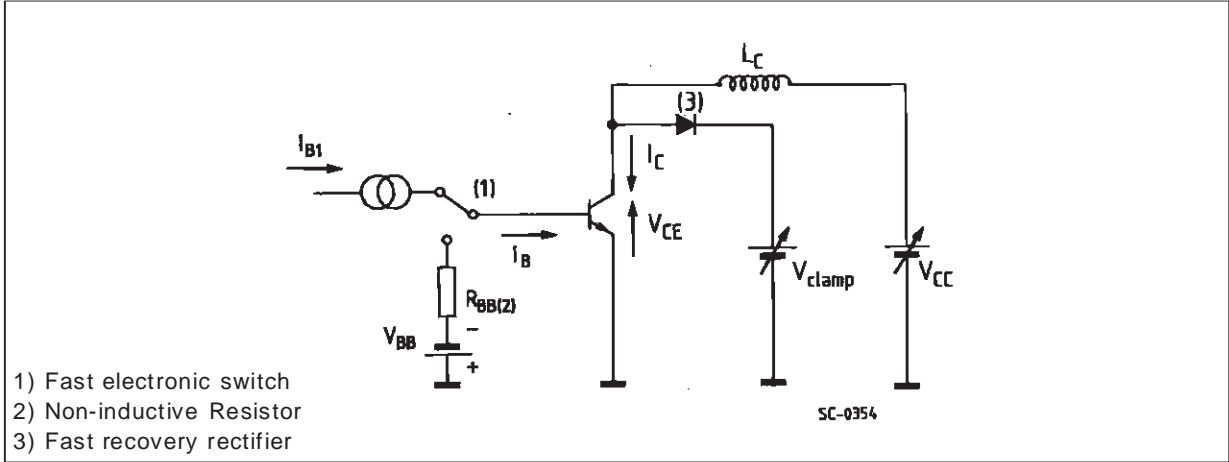 L_C
(3)
I_B1
(1)
I_C
V_CE
I_B
R_BB(2)
V_BB
-
+
V_clamp
V_CC
1) Fast electronic switch
2) Non-inductive Resistor
3) Fast recovery rectifier
SC-0354